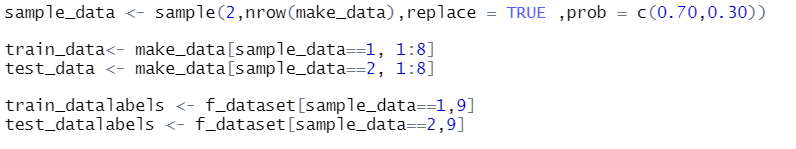 sample_data <- sample(2,nrow(make_data),replace = TRUE ,prob = c(0.70,0.30))
train_data<- make_data[sample_data==1, 1:8]
test_data <- make_data[sample_data==2, 1:8]
train_datalabels <- f_dataset[sample_data==1,9]
test_datalabels <- f_dataset[sample_data==2,9]